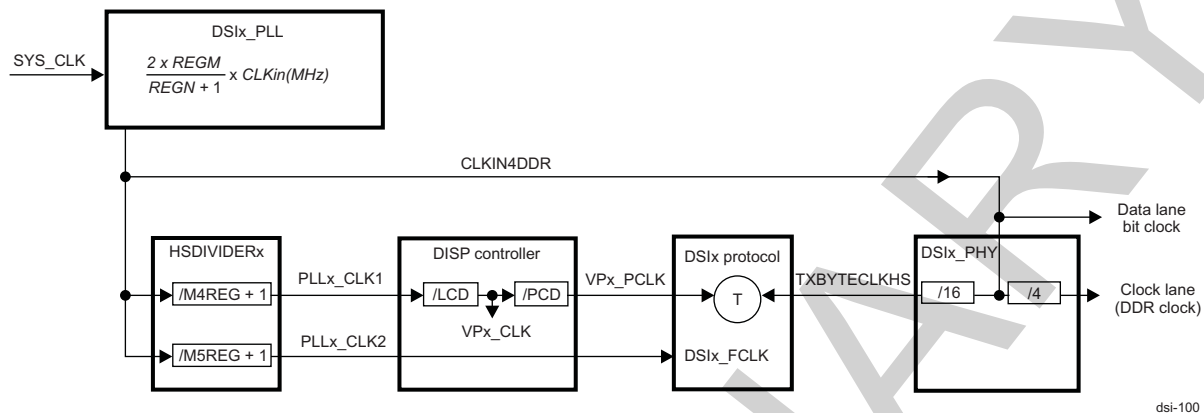 DSIx_PLL
SYS_CLK
2 x REGM
REGN + 1
x CLKin(MHz)
CLKIN4DDR
Data lane
bit clock
HSDIVIDERx
DISP controller
DSIx protocol
DSIx_PHY
/M4REG + 1
PLLx_CLK1
/LCD
/PCD
VPx_PCLK
T
TXBYTECLKHS
/16
/4
Clock lane
(DDR clock)
VPx_CLK
/M5REG + 1
PLLx_CLK2
DSIx_FCLK
dsi-100